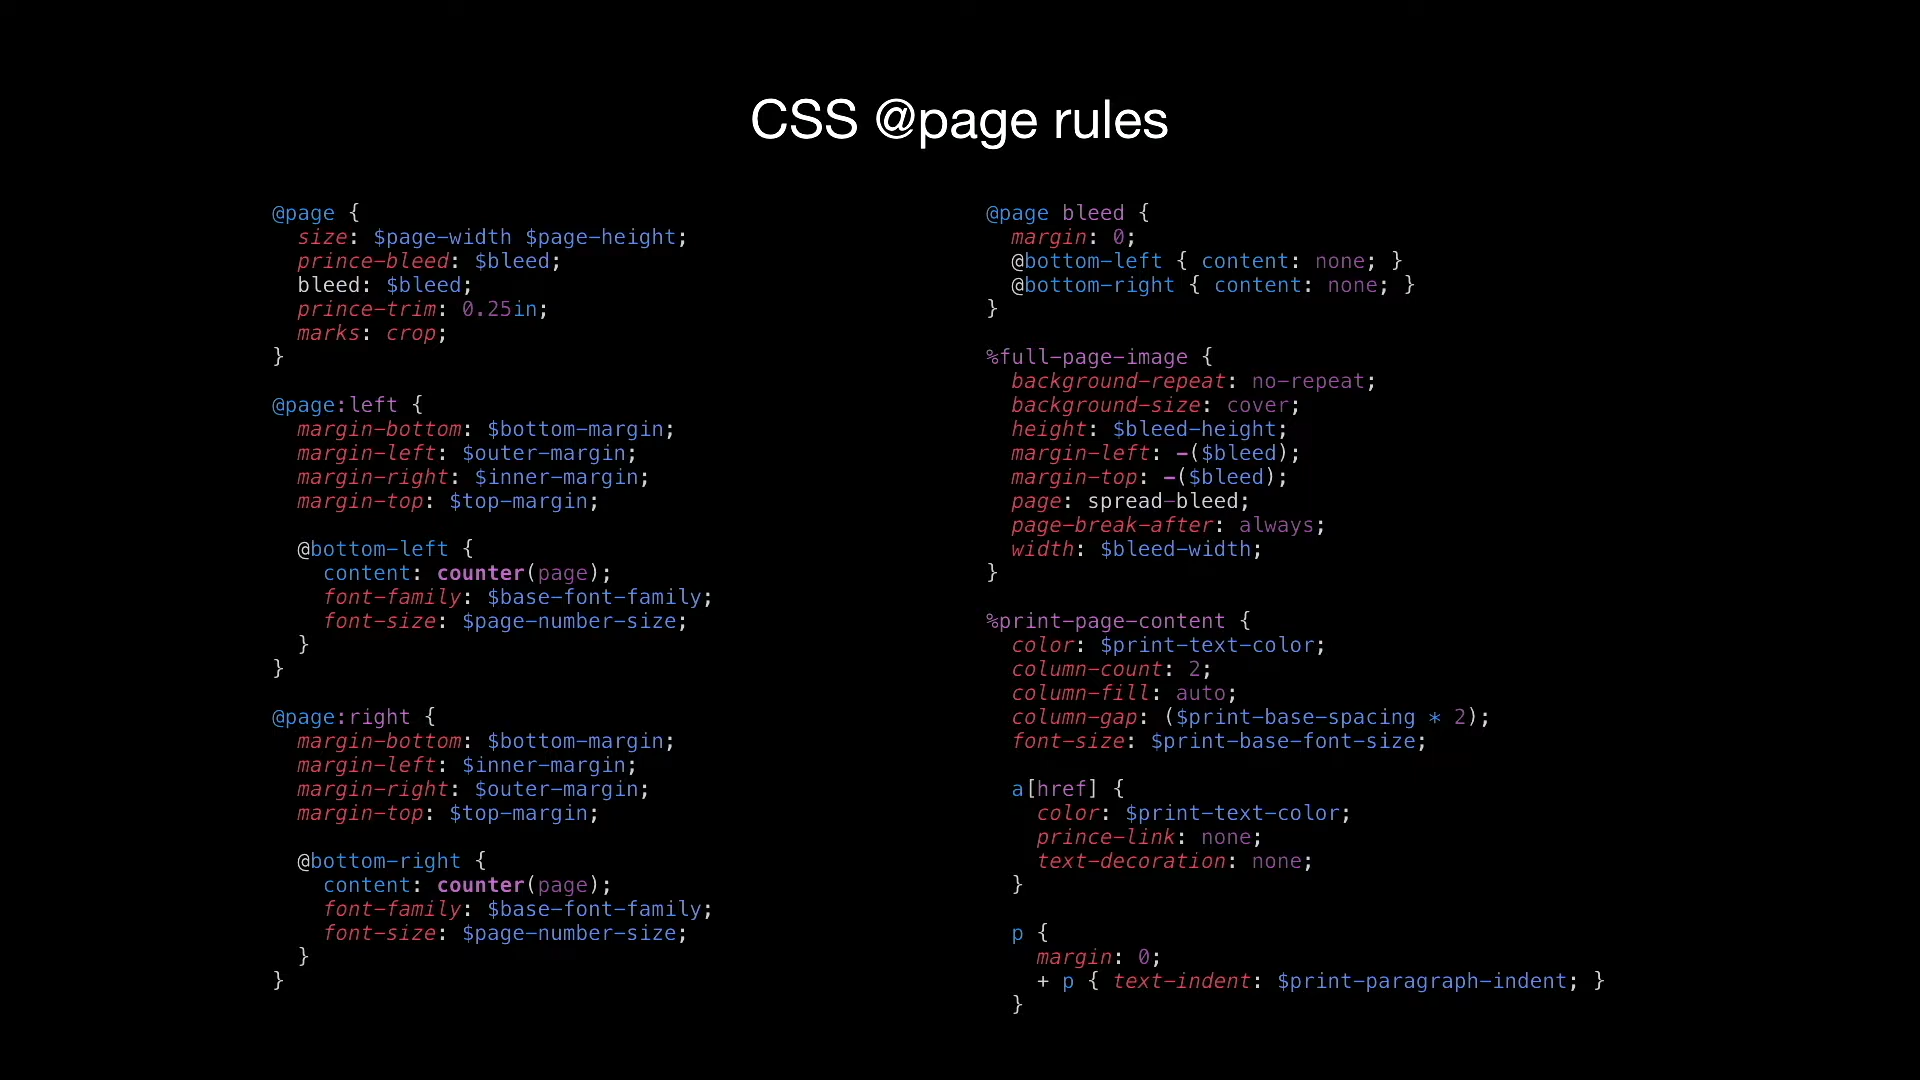 CSS @page rules
@page {
  size: $page-width $page-height;
  prince-bleed: $bleed;
  bleed: $bleed;
  prince-trim: 0.25in;
  marks: crop;
}

@page:left {
  margin-bottom: $bottom-margin;
  margin-left: $outer-margin;
  margin-right: $inner-margin;
  margin-top: $top-margin;

  @bottom-left {
    content: counter(page);
    font-family: $base-font-family;
    font-size: $page-number-size;
  }
}

@page:right {
  margin-bottom: $bottom-margin;
  margin-left: $inner-margin;
  margin-right: $outer-margin;
  margin-top: $top-margin;

  @bottom-right {
    content: counter(page);
    font-family: $base-font-family;
    font-size: $page-number-size;
  }
}

@page bleed {
  margin: 0;
  @bottom-left { content: none; }
  @bottom-right { content: none; }
}

%full-page-image {
  background-repeat: no-repeat;
  background-size: cover;
  height: $bleed-height;
  margin-left: -($bleed);
  margin-top: -($bleed);
  page: spread-bleed;
  page-break-after: always;
  width: $bleed-width;
}

%print-page-content {
  color: $print-text-color;
  column-count: 2;
  column-fill: auto;
  column-gap: ($print-base-spacing * 2);
  font-size: $print-base-font-size;

  a[href] {
    color: $print-text-color;
    prince-link: none;
    text-decoration: none;
  }

  p {
    margin: 0;
    + p { text-indent: $print-paragraph-indent; }
  }